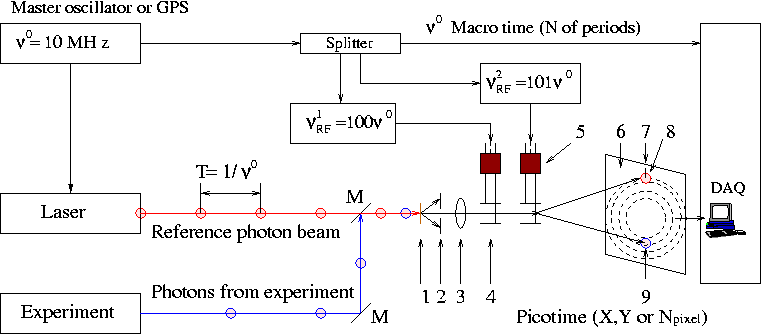 Master oscillator or GPS
ν⁰= 10 MH z
Splitter
ν⁰ Macro time (N of periods)
ν²RF =101ν⁰
ν¹RF =100ν⁰
5
6
7
8
T= 1/ ν⁰
M
DAQ
Laser
Reference photon beam
Photons from experiment
1
2
3
4
9
Experiment
M
Picotime (X,Y or Npixel)